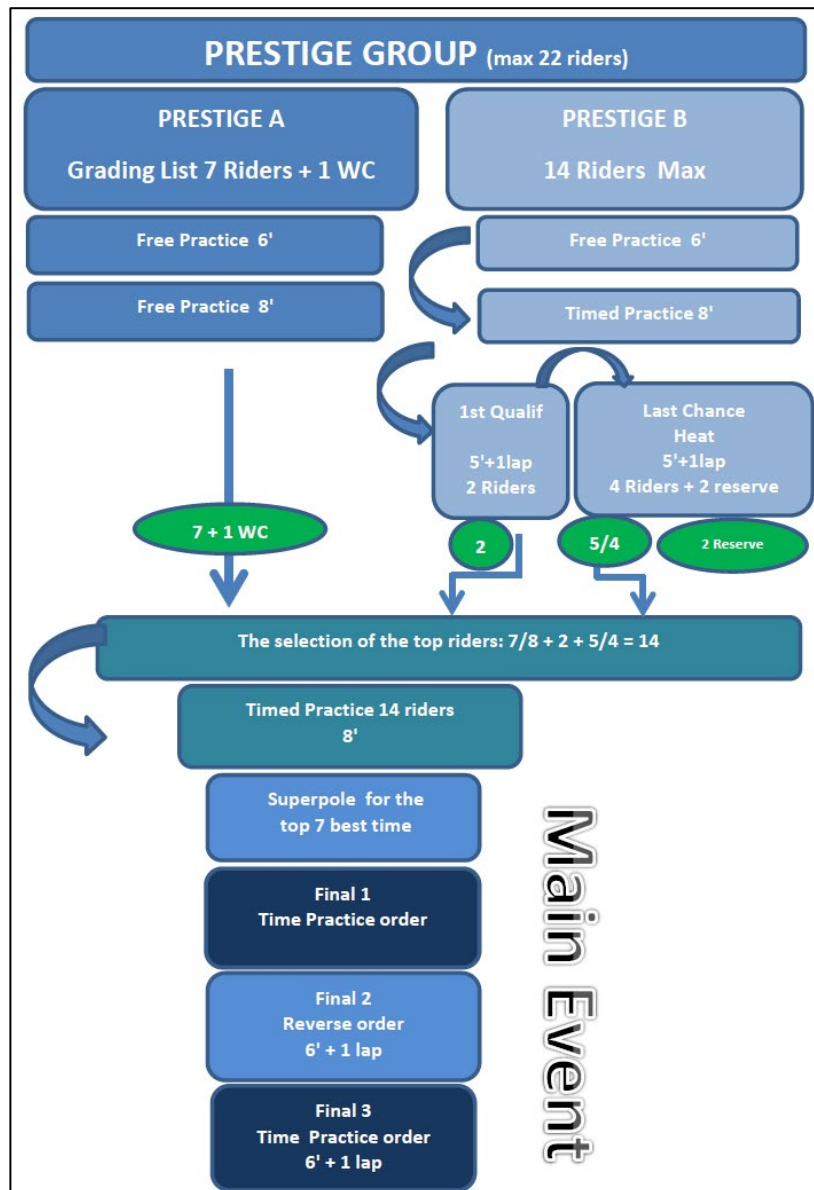 PRESTIGE GROUP (max 22 riders)
PRESTIGE A
Grading List 7 Riders + 1 WC
PRESTIGE B
14 Riders Max
Free Practice 6'
Free Practice 8'
Free Practice 6'
Timed Practice 8'
1st Qualif
5'+1lap
2 Riders
Last Chance
Heat
5'+1lap
4 Riders + 2 reserve
7 + 1 WC
2
5/4
2 Reserve
The selection of the top riders: 7/8 + 2 + 5/4 = 14
Timed Practice 14 riders
8'
Superpole for the
top 7 best time
Final 1
Time Practice order
Final 2
Reverse order
6' + 1 lap
Final 3
Time Practice order
6' + 1 lap
Main Event